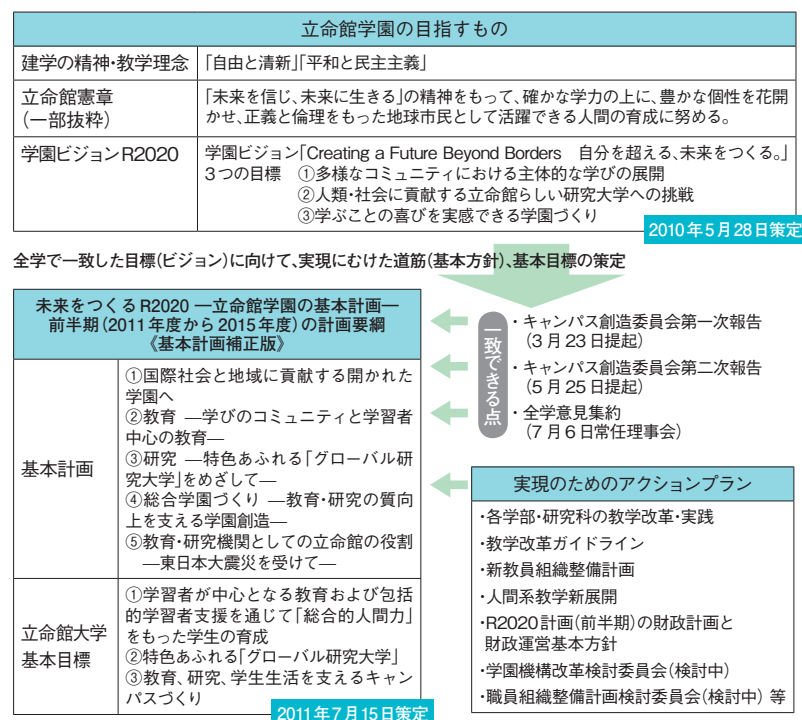 立命館学園の目指すもの
建学の精神・教学理念
「自由と清新」「平和と民主主義」
立命館憲章
(一部抜粋)
「未来を信じ、未来に生きる」の精神をもって、確かな学力の上に、豊かな個性を花開
かせ、正義と倫理をもった地球市民として活躍できる人間の育成に努める。
学園ビジョンR2020
学園ビジョン「Creating a Future Beyond Borders 自分を超える、未来をつくる。」
3つの目標 ①多様なコミュニティにおける主体的な学びの展開
②人類・社会に貢献する立命館らしい研究大学への挑戦
③学ぶことの喜びを実感できる学園づくり
2010年5月28日策定
全学で一致した目標(ビジョン)に向けて、実現にむけた道筋(基本方針)、基本目標の策定
未来をつくるR2020 ―立命館学園の基本計画―
前半期(2011年度から2015年度)の計画要綱
《基本計画補正版》
基本計画
①国際社会と地域に貢献する開かれた
学園へ
②教育 ―学びのコミュニティと学習者
中心の教育―
③研究 ―特色あふれる「グローバル研
究大学」をめざして―
④総合学園づくり ―教育・研究の質向
上を支える学園創造―
⑤教育・研究機関としての立命館の役割
―東日本大震災を受けて―
立命館大学
基本目標
①学習者が中心となる教育および包括
的学習者支援を通じて「総合的人間力」
をもった学生の育成
②特色あふれる「グローバル研究大学」
③教育、研究、学生生活を支えるキャン
パスづくり
2011年7月15日策定
一致できる点
・キャンパス創造委員会第一次報告
(3月23日提起)
・キャンパス創造委員会第二次報告
(5月25日提起)
・全学意見集約
(7月6日常任理事会)
実現のためのアクションプラン
・各学部・研究科の教学改革・実践
・教学改革ガイドライン
・新教員組織整備計画
・人間系教学新展開
・R2020計画(前半期)の財政計画と
財政運営基本方針
・学園機構改革検討委員会(検討中)
・職員組織整備計画検討委員会(検討中) 等